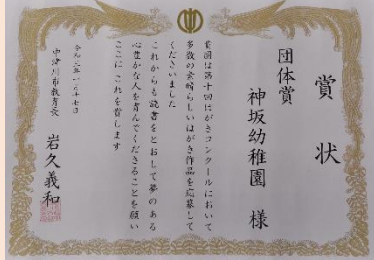 賞状
団体賞
神坂幼稚園 様
貴園は第十回はがきコンクールにおいて
多数の素晴らしいはがき作品を応募して
くださいました
これからも読書をとおして夢のある
心豊かな人を育んでくださることを願い
ここにこれを賞します
中津川市教育長 岩久義和